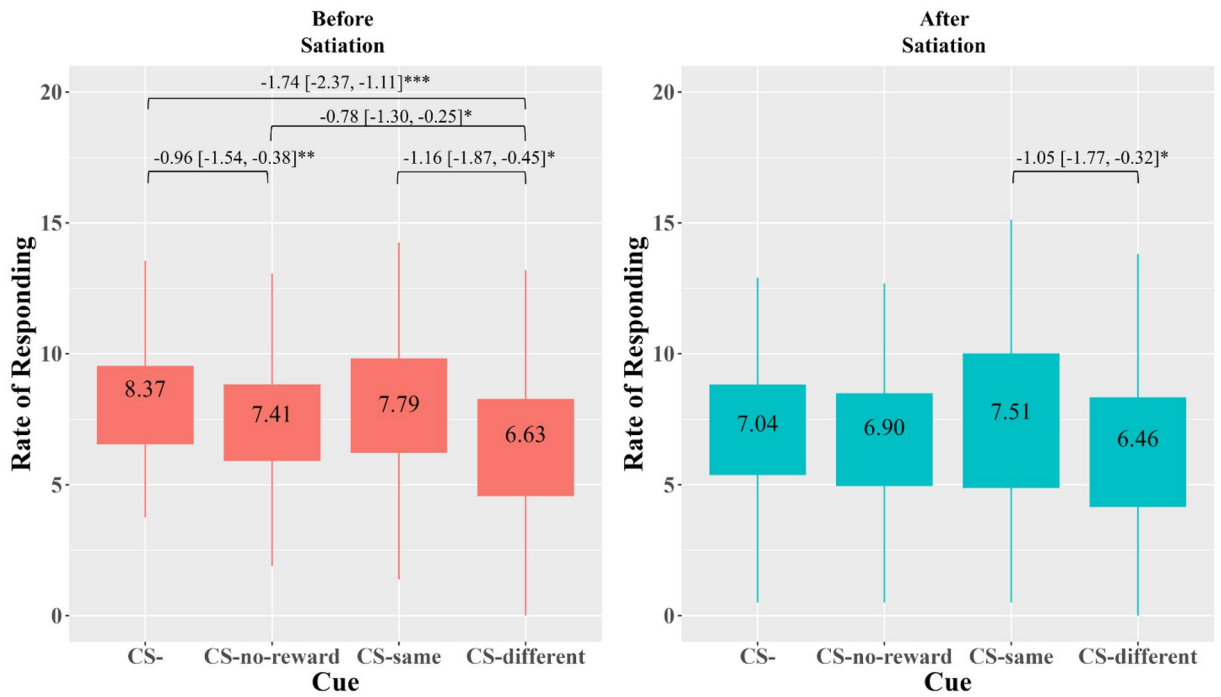 Before
Satiation
-1.74 [-2.37, -1.11]***
-0.78 [-1.30, -0.25]*
-0.96 [-1.54, -0.38]**
-1.16 [-1.87, -0.45]*
20
15
10
5
0
Rate of Responding
8.37
7.41
7.79
6.63
CS-
CS-no-reward
CS-same
CS-different
Cue
After
Satiation
-1.05 [-1.77, -0.32]*
20
15
10
5
0
Rate of Responding
7.04
6.90
7.51
6.46
CS-
CS-no-reward
CS-same
CS-different
Cue